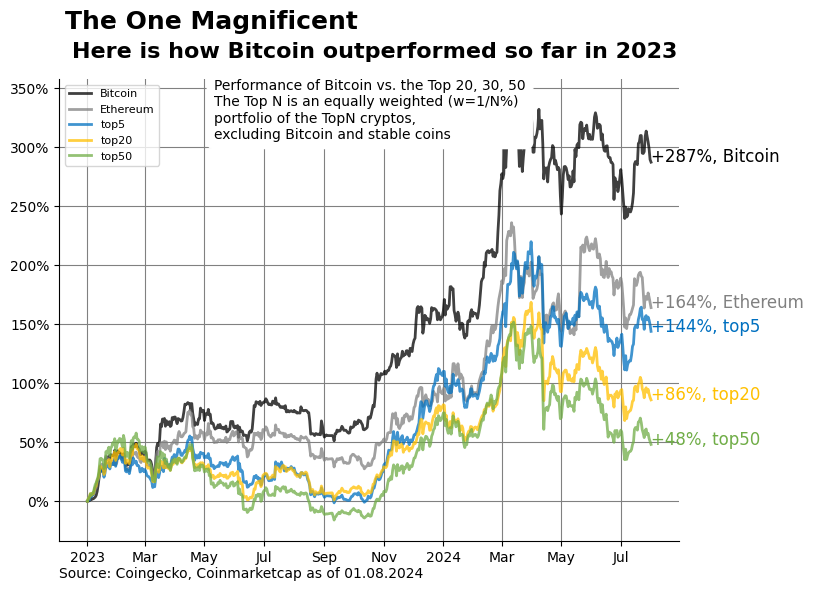 The One Magnificent
Here is how Bitcoin outperformed so far in 2023
Performance of Bitcoin vs. the Top 20, 30, 50
The Top N is an equally weighted (w=1/N%)
portfolio of the TopN cryptos,
excluding Bitcoin and stable coins
Bitcoin
Ethereum
top5
top20
top50
350%
300%
250%
200%
150%
100%
50%
0%
+287%, Bitcoin
+164%, Ethereum
+144%, top5
+86%, top20
+48%, top50
2023 Mar May Jul Sep Nov 2024 Mar May Jul
Source: Coingecko, Coinmarketcap as of 01.08.2024